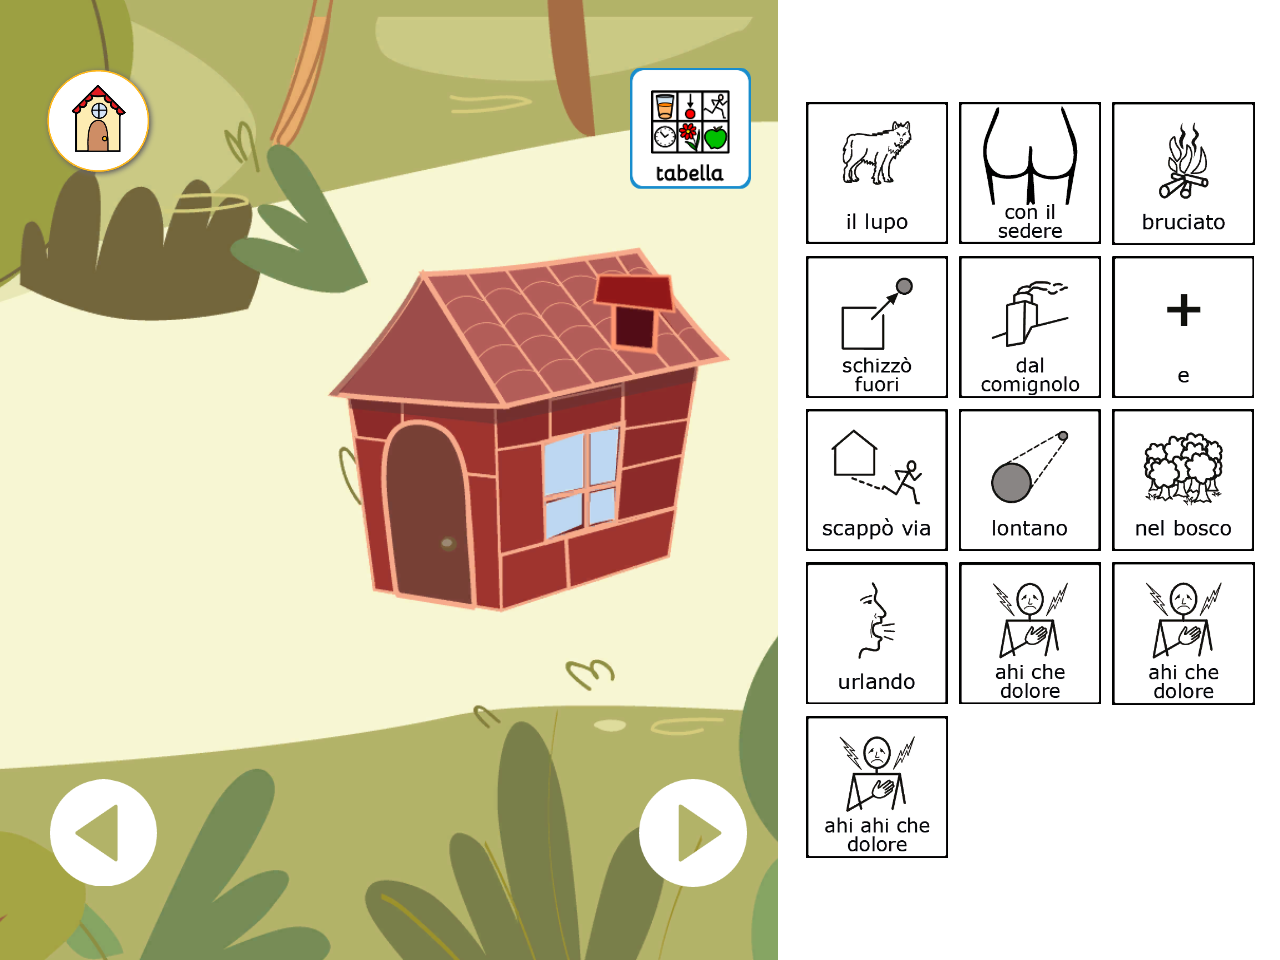 tabella
il lupo
con il
sedere
bruciato
schizzò
fuori
dal
comignolo
e
scappò via
lontano
nel bosco
urlando
ahi che
dolore
ahi che
dolore
ahi ahi che
dolore